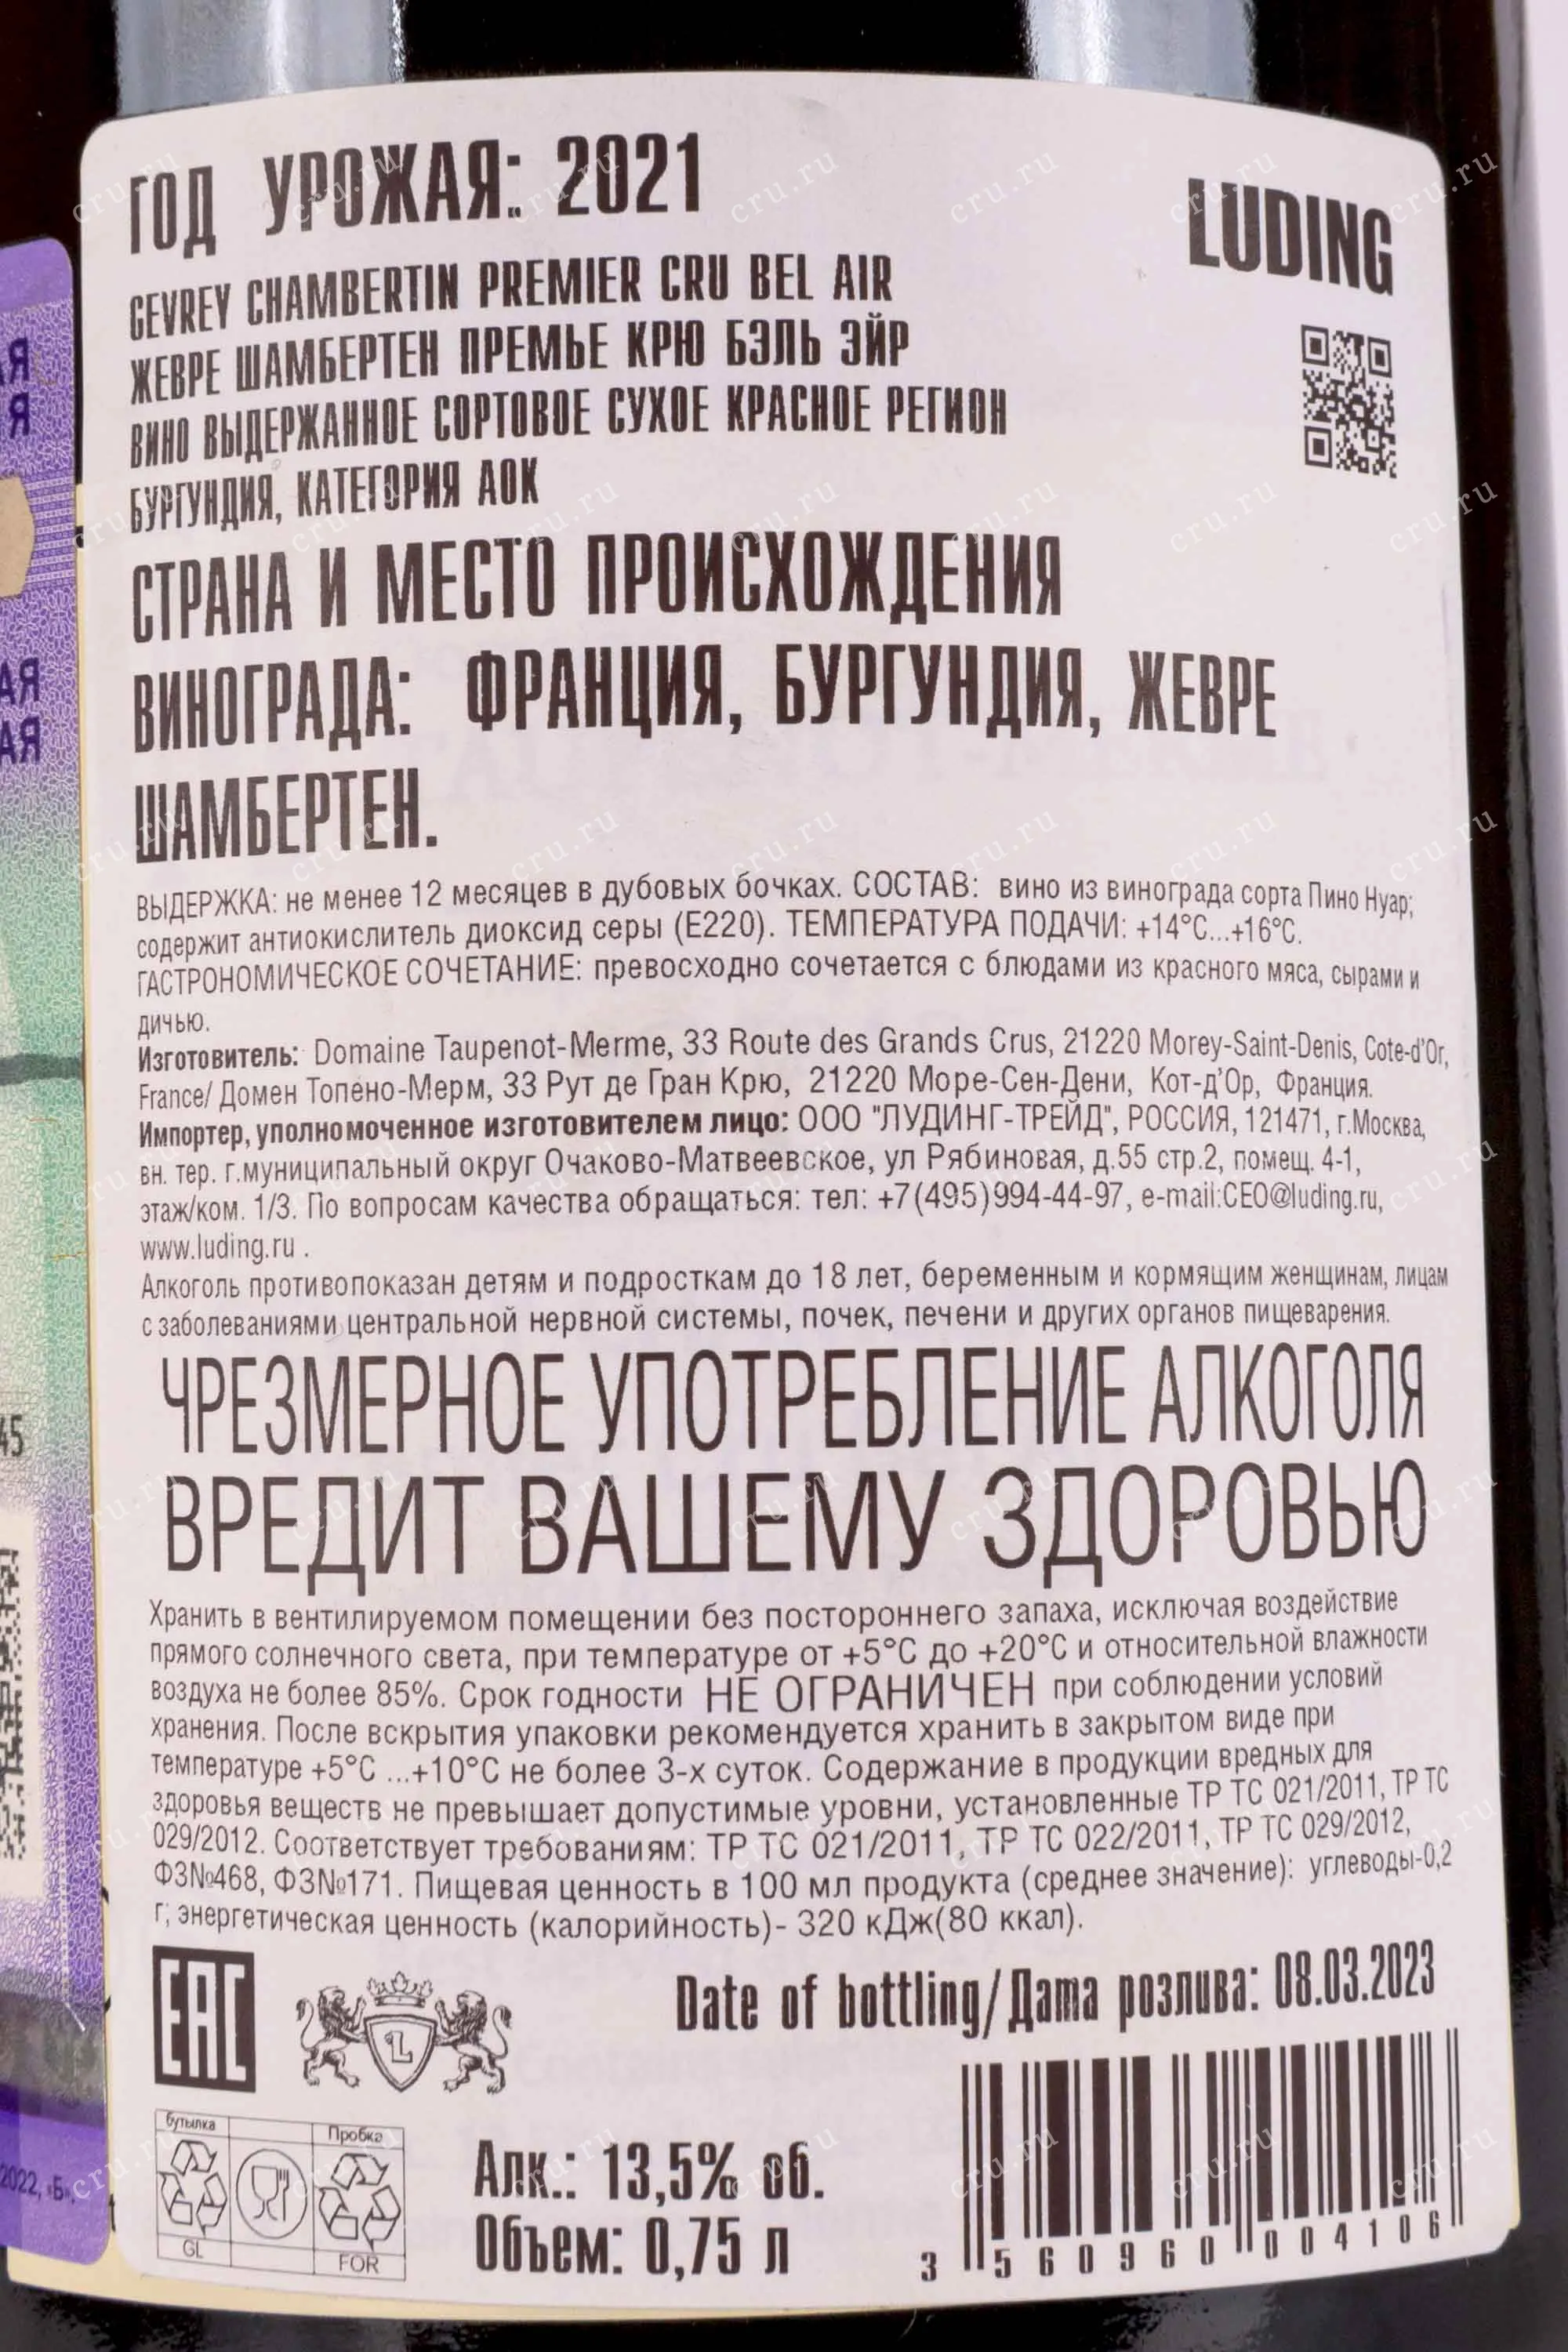 ГОД УРОЖАЯ: 2021
LUDING
GEVREY CHAMBERTIN PREMIER CRU BEL AIR
ЖЕВРЕ ШАМБЕРТЕН ПРЕМЬЕ КРЮ БЭЛЬ ЭЙР
ВИНО ВЫДЕРЖАННОЕ СОРТОВОЕ СУХОЕ КРАСНОЕ РЕГИОН
БУРГУНДИЯ, КАТЕГОРИЯ АОК
СТРАНА И МЕСТО ПРОИСХОЖДЕНИЯ
ВИНОГРАДА: ФРАНЦИЯ, БУРГУНДИЯ, ЖЕВРЕ
ШАМБЕРТЕН.
ВЫДЕРЖКА: не менее 12 месяцев в дубовых бочках. СОСТАВ: вино из винограда сорта Пино Нуар;
содержит антиокислитель диоксид серы (Е220). ТЕМПЕРАТУРА ПОДАЧИ: +14°С...+16°С.
ГАСТРОНОМИЧЕСКОЕ СОЧЕТАНИЕ: превосходно сочетается с блюдами из красного мяса, сырами и
дичью.
Изготовитель: Domaine Taupenot-Merme, 33 Route des Grands Crus, 21220 Morey-Saint-Denis, Cote-d'Or,
France/ Домен Топено-Мерм, 33 Рут де Гран Крю, 21220 Море-Сен-Дени, Кот-д'Ор, Франция.
Импортер, уполномоченное изготовителем лицо: ООО "ЛУДИНГ-ТРЕЙД", РОССИЯ, 121471, г.Москва,
вн. тер. г.муниципальный округ Очаково-Матвеевское, ул Рябиновая, д.55 стр.2, помещ. 4-1,
этаж/ком. 1/3. По вопросам качества обращаться: тел: +7(495)994-44-97, e-mail:CEO@luding.ru,
www.luding.ru .
Алкоголь противопоказан детям и подросткам до 18 лет, беременным и кормящим женщинам, лицам
с заболеваниями центральной нервной системы, почек, печени и других органов пищеварения.
ЧРЕЗМЕРНОЕ УПОТРЕБЛЕНИЕ АЛКОГОЛЯ
ВРЕДИТ ВАШЕМУ ЗДОРОВЬЮ
Хранить в вентилируемом помещении без постороннего запаха, исключая воздействие
прямого солнечного света, при температуре от +5°С до +20°С и относительной влажности
воздуха не более 85%. Срок годности НЕ ОГРАНИЧЕН при соблюдении условий
хранения. После вскрытия упаковки рекомендуется хранить в закрытом виде при
температуре +5°С ...+10°С не более 3-х суток. Содержание в продукции вредных для
здоровья веществ не превышает допустимые уровни, установленные ТР ТС 021/2011, ТР ТС
029/2012. Соответствует требованиям: ТР ТС 021/2011, ТР ТС 022/2011, ТР ТС 029/2012,
ФЗ№468, ФЗ№171. Пищевая ценность в 100 мл продукта (среднее значение): углеводы-0,2
г; энергетическая ценность (калорийность)- 320 кДж(80 ккал).
EAC
L
Date of bottling/Дата розлива: 08.03.2023
бутылка
Пробка
GL
FOR
Алк.: 13,5% об.
Объем: 0,75 л
3 560960 004106
45
2022, «Б».
cru.ru